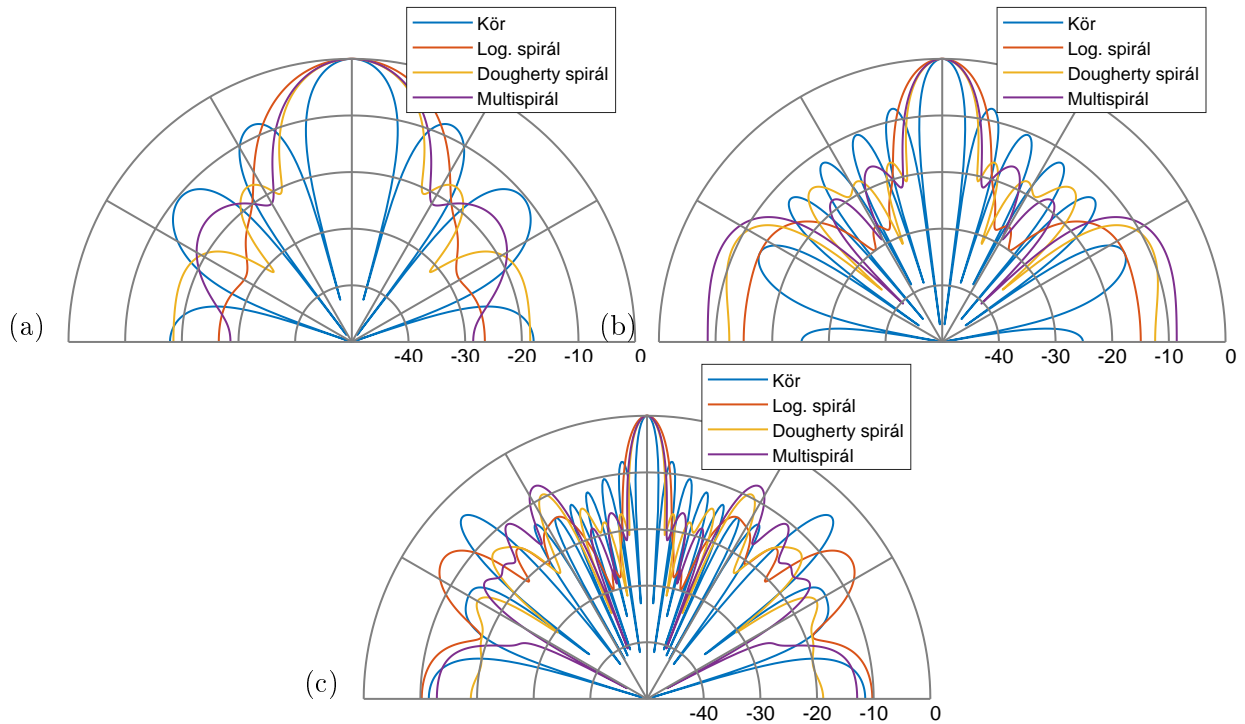 Kör
Log. spirál
Dougherty spirál
Multispirál
(a)
-40 -30 -20 -10 0
Kör
Log. spirál
Dougherty spirál
Multispirál
(b)
-40 -30 -20 -10 0
Kör
Log. spirál
Dougherty spirál
Multispirál
(c)
-40 -30 -20 -10 0